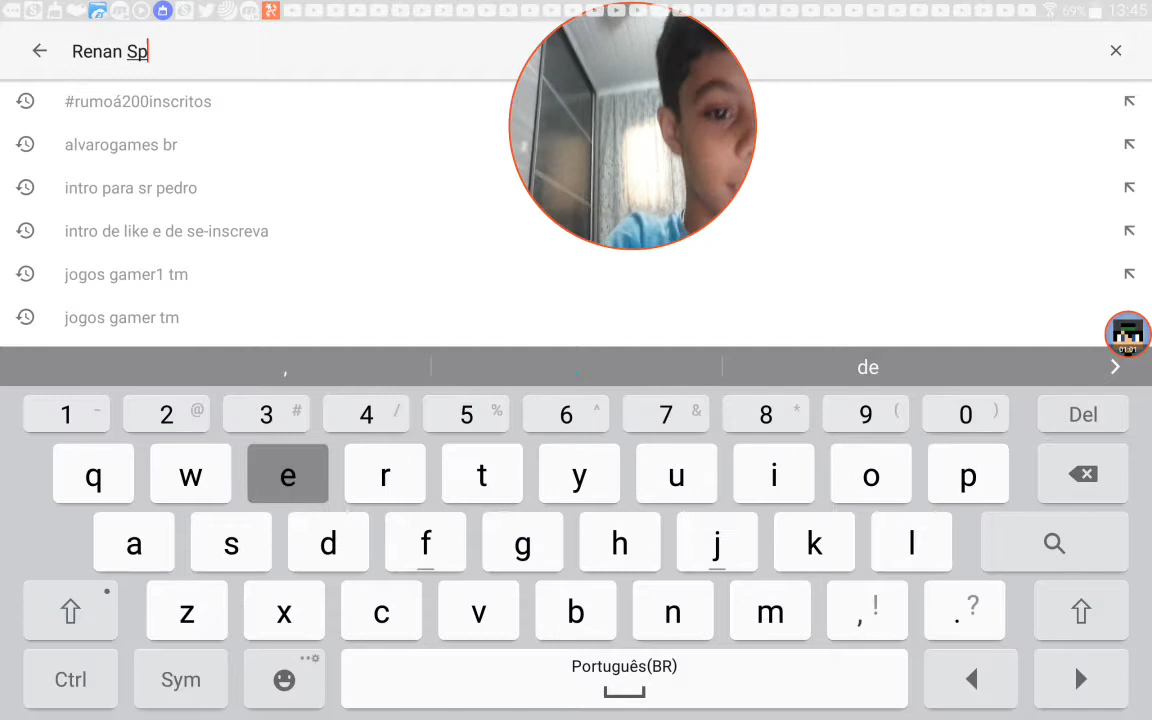 69% 13:45
Renan Sp
#rumoá200inscritos
alvarogames br
intro para sr pedro
intro de like e de se-inscreva
jogos gamer1 tm
jogos gamer tm
01:01
, . de
1 - 2 @ 3 # 4 / 5 % 6 ^ 7 & 8 * 9 ( 0 ) Del
q w e r t y u i o p
a s d f g h j k l
z x c v b n m , ! . ?
Ctrl Sym Português(BR)